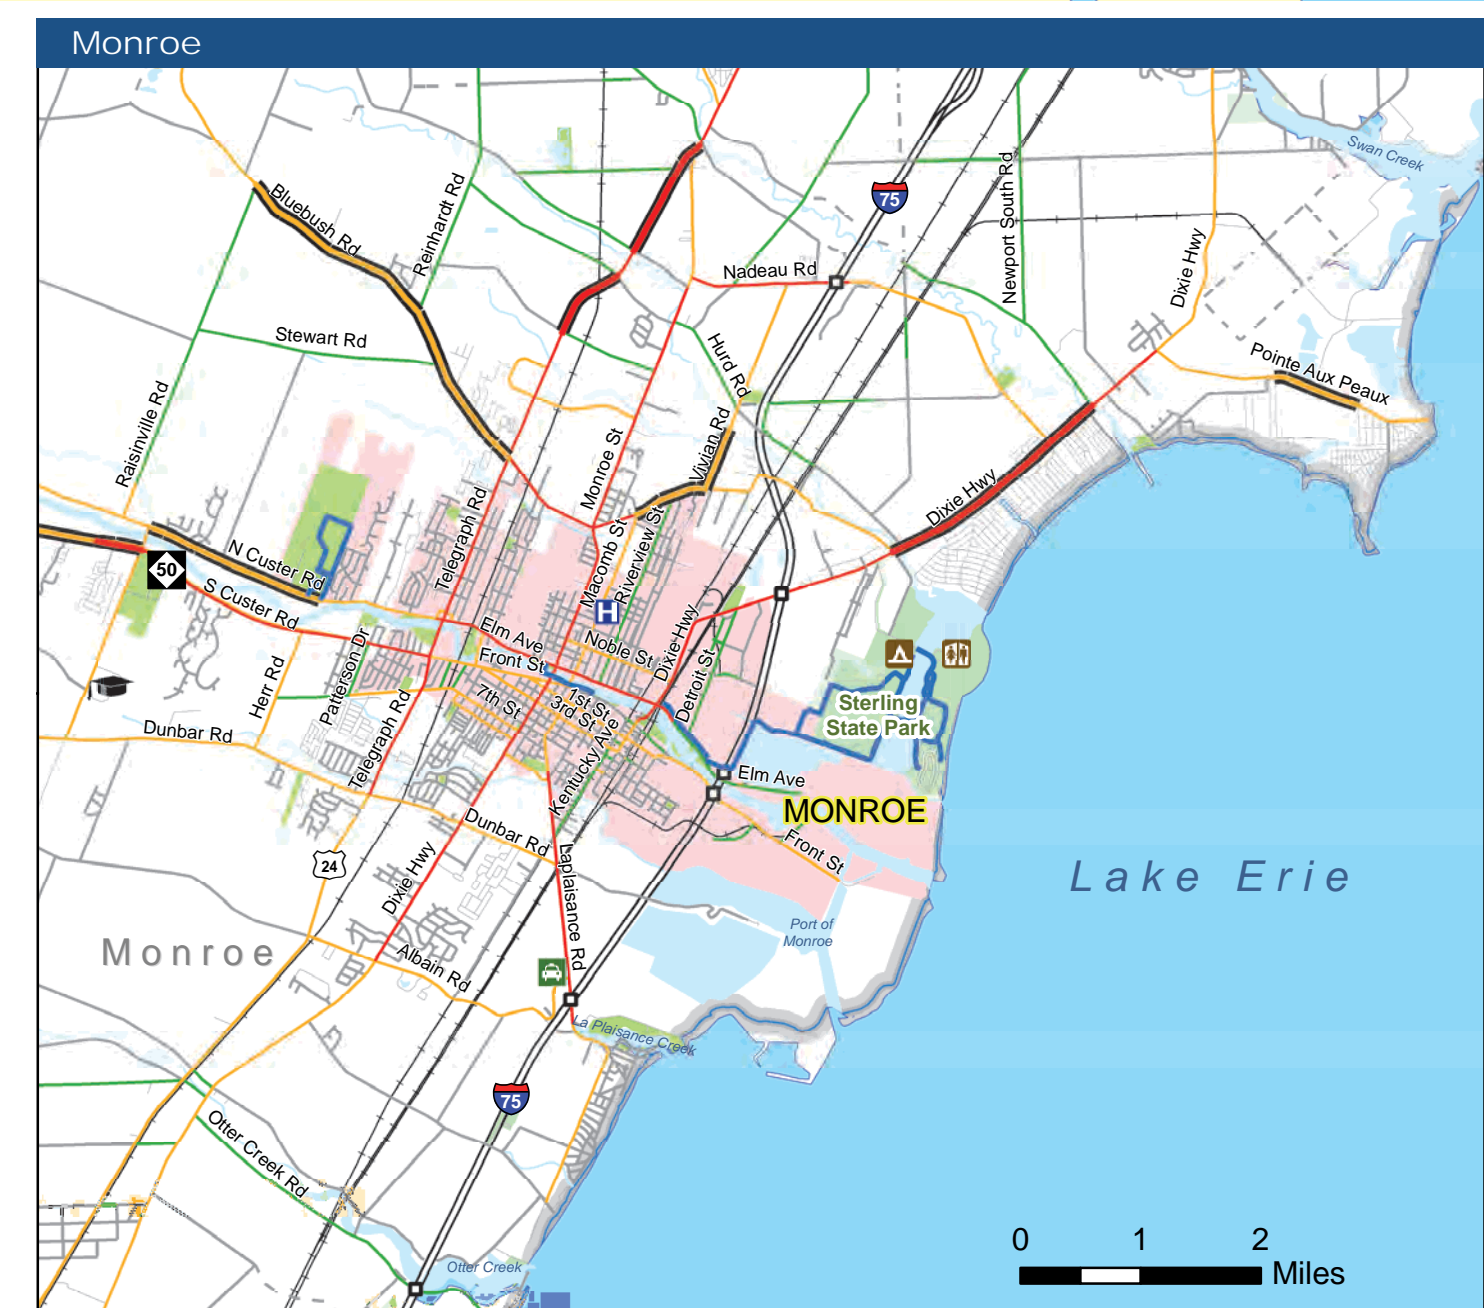 Monroe
Swan Creek
75
Newport South Rd
Reinhardt Rd
Bluebush Rd
Dixie Hwy
Nadeau Rd
Stewart Rd
Hurd Rd
Pointe Aux Peaux
Raisinville Rd
Monroe St
Vivian Rd
Telegraph Rd
Dixie Hwy
N Custer Rd
50
S Custer Rd
Macomb St
Riverview St
H
Elm Ave
Noble St
Dixie Hwy
Front St
Detroit St
Patterson Dr
Herr Rd
7th St
1st St
3rd St
Sterling
State Park
Telegraph Rd
Dunbar Rd
Kentucky Ave
Elm Ave
MONROE
Dunbar Rd
Front St
24
Dixie Hwy
Laplaisance Rd
Lake Erie
Port of
Monroe
Monroe
Albain Rd
La Plaisance Creek
75
Otter Creek Rd
Otter Creek
0 1 2
Miles